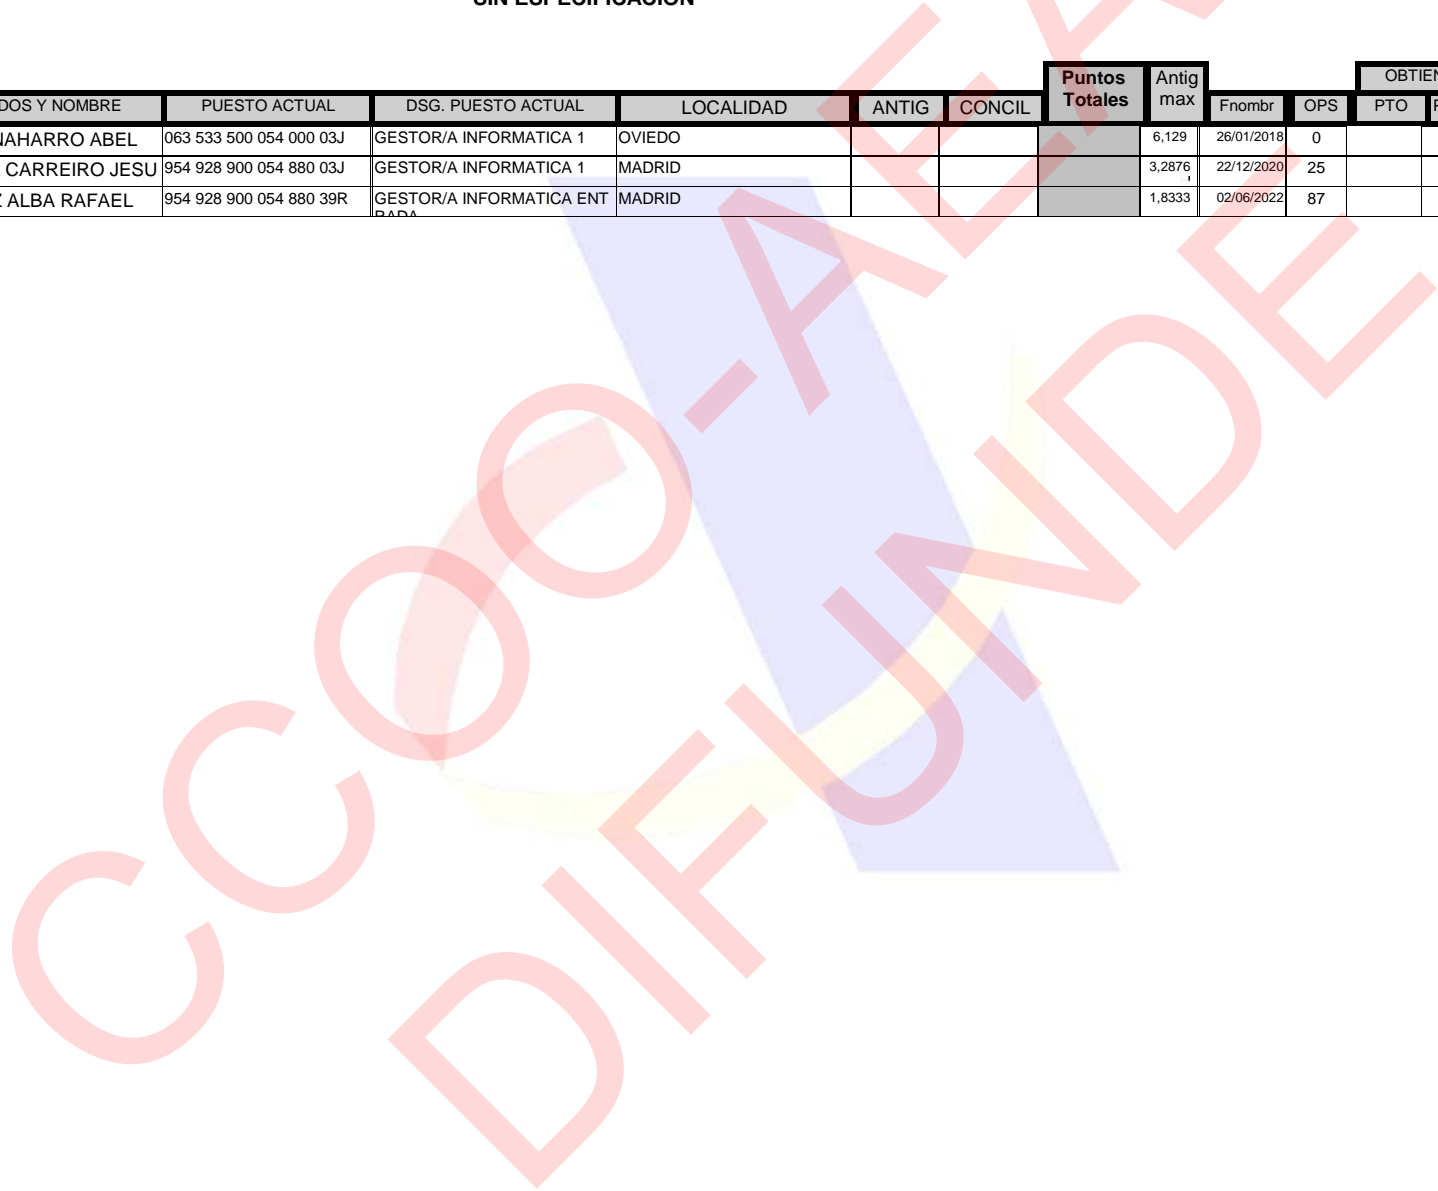 SIN ESPECIFICACION
Puntos Totales Antig max OBTIEN
DOS Y NOMBRE PUESTO ACTUAL DSG. PUESTO ACTUAL LOCALIDAD ANTIG CONCIL Fnombr OPS PTO
NAHARRO ABEL 063 533 500 054 000 03J GESTOR/A INFORMATICA 1 OVIEDO 6,129 26/01/2018 0
CARREIRO JESU 954 928 900 054 880 03J GESTOR/A INFORMATICA 1 MADRID 3,2876 22/12/2020 25
Z ALBA RAFAEL 954 928 900 054 880 39R GESTOR/A INFORMATICA ENT MADRID 1,8333 02/06/2022 87
RADA
CCOO-AEA
DIFUNDE